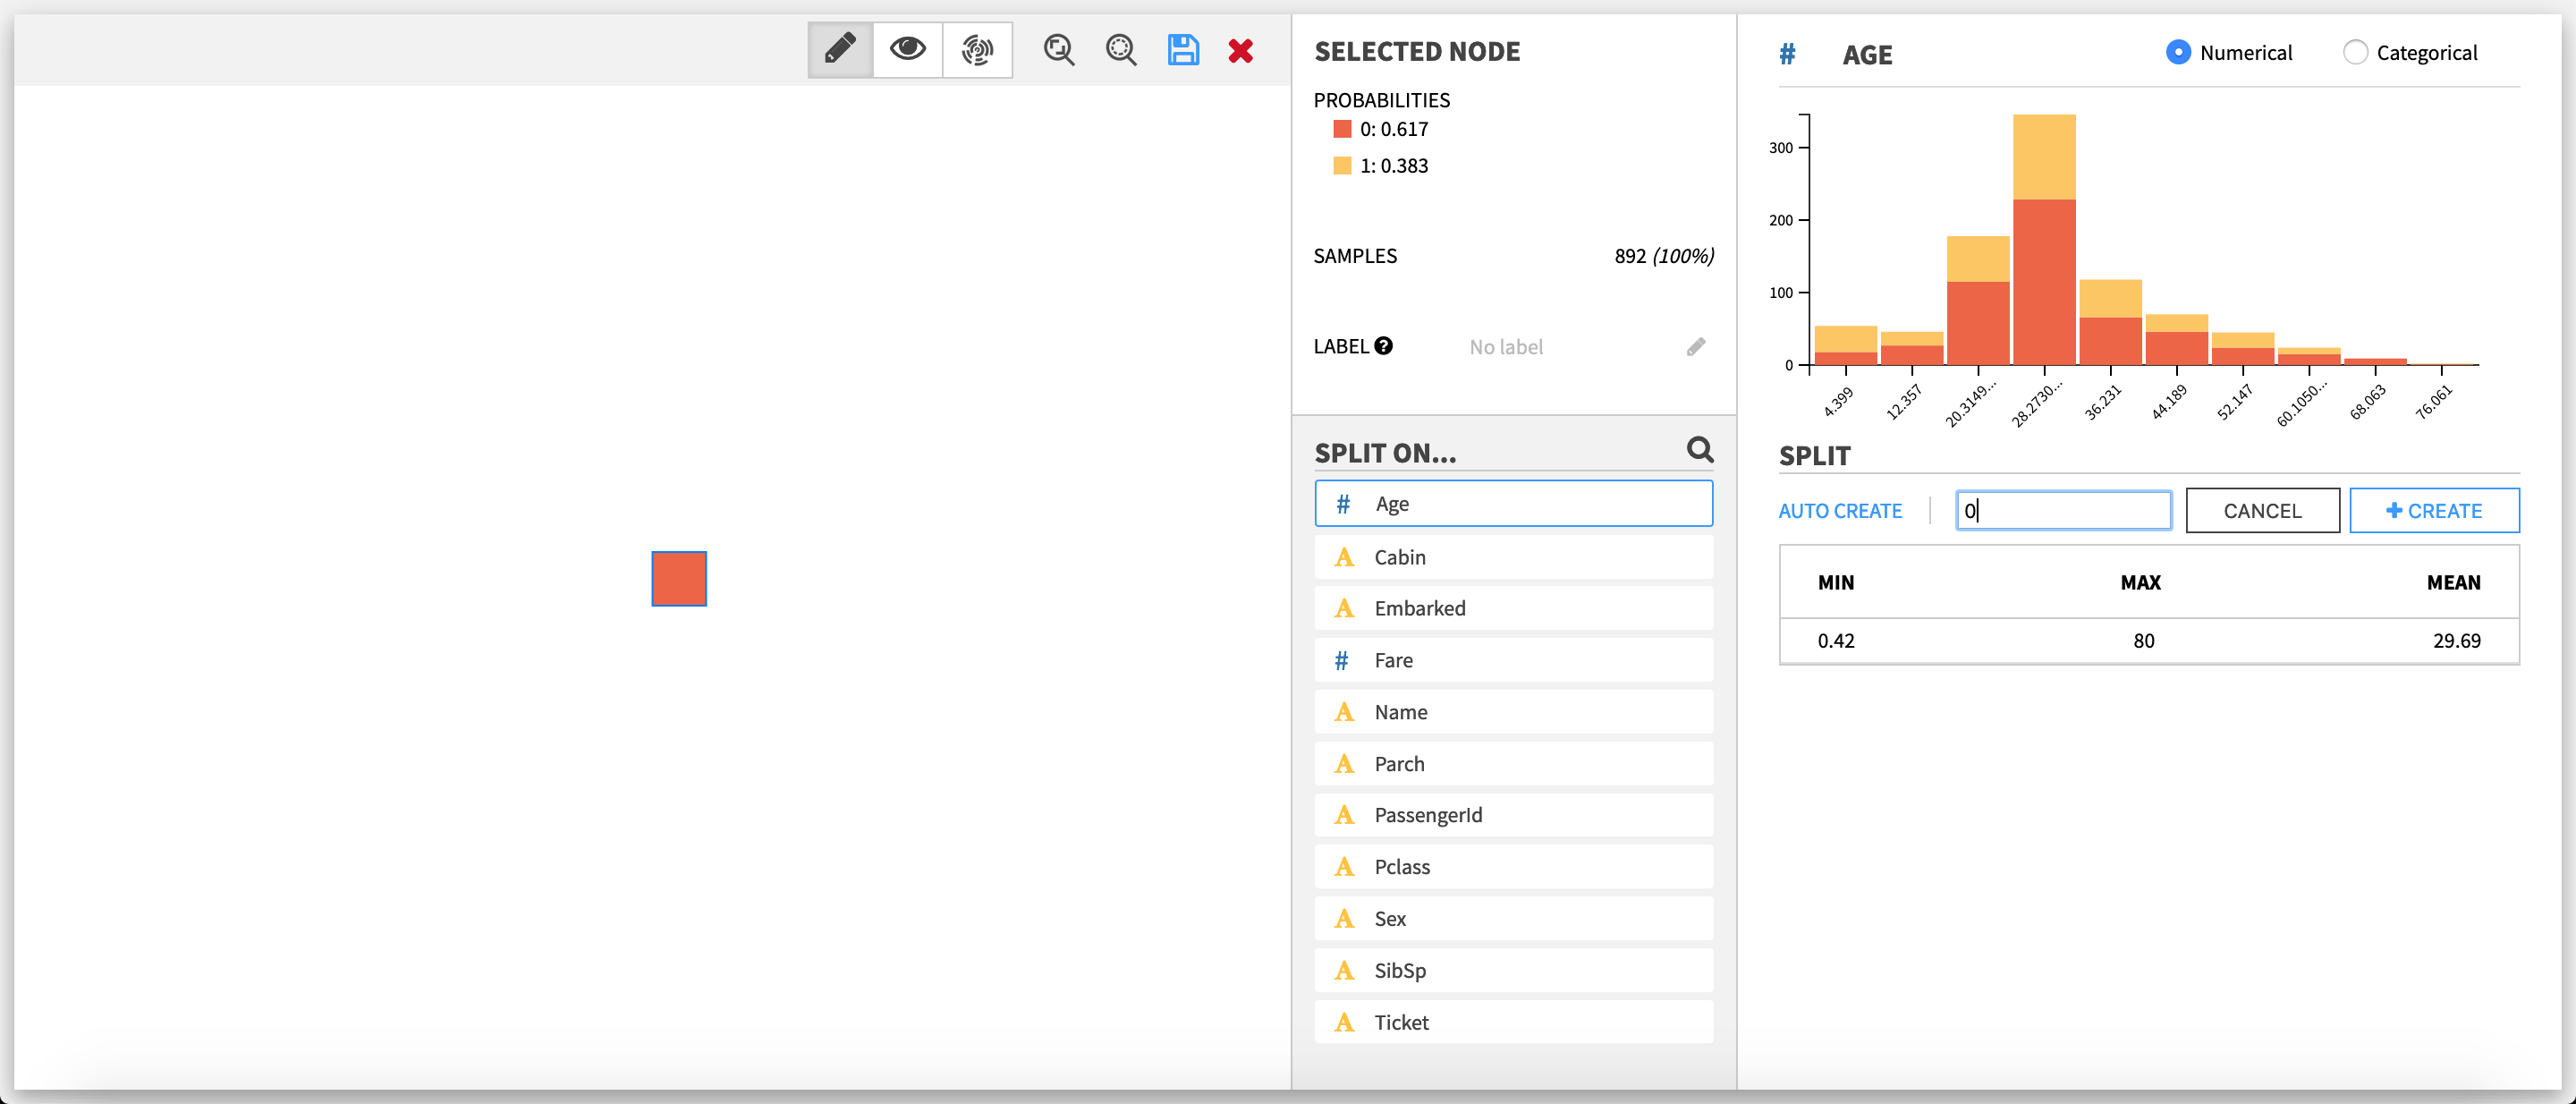 SELECTED NODE
PROBABILITIES
0: 0.617
1: 0.383
SAMPLES 892 (100%)
LABEL ? No label
SPLIT ON...
# Age
A Cabin
A Embarked
# Fare
A Name
A Parch
A PassengerId
A Pclass
A Sex
A SibSp
A Ticket
# AGE Numerical Categorical
300
200
100
0
4.399 12.357 20.3149... 28.2730... 36.231 44.189 52.147 60.1050... 68.063 76.061
SPLIT
AUTO CREATE 0 CANCEL + CREATE
MIN MAX MEAN
0.42 80 29.69